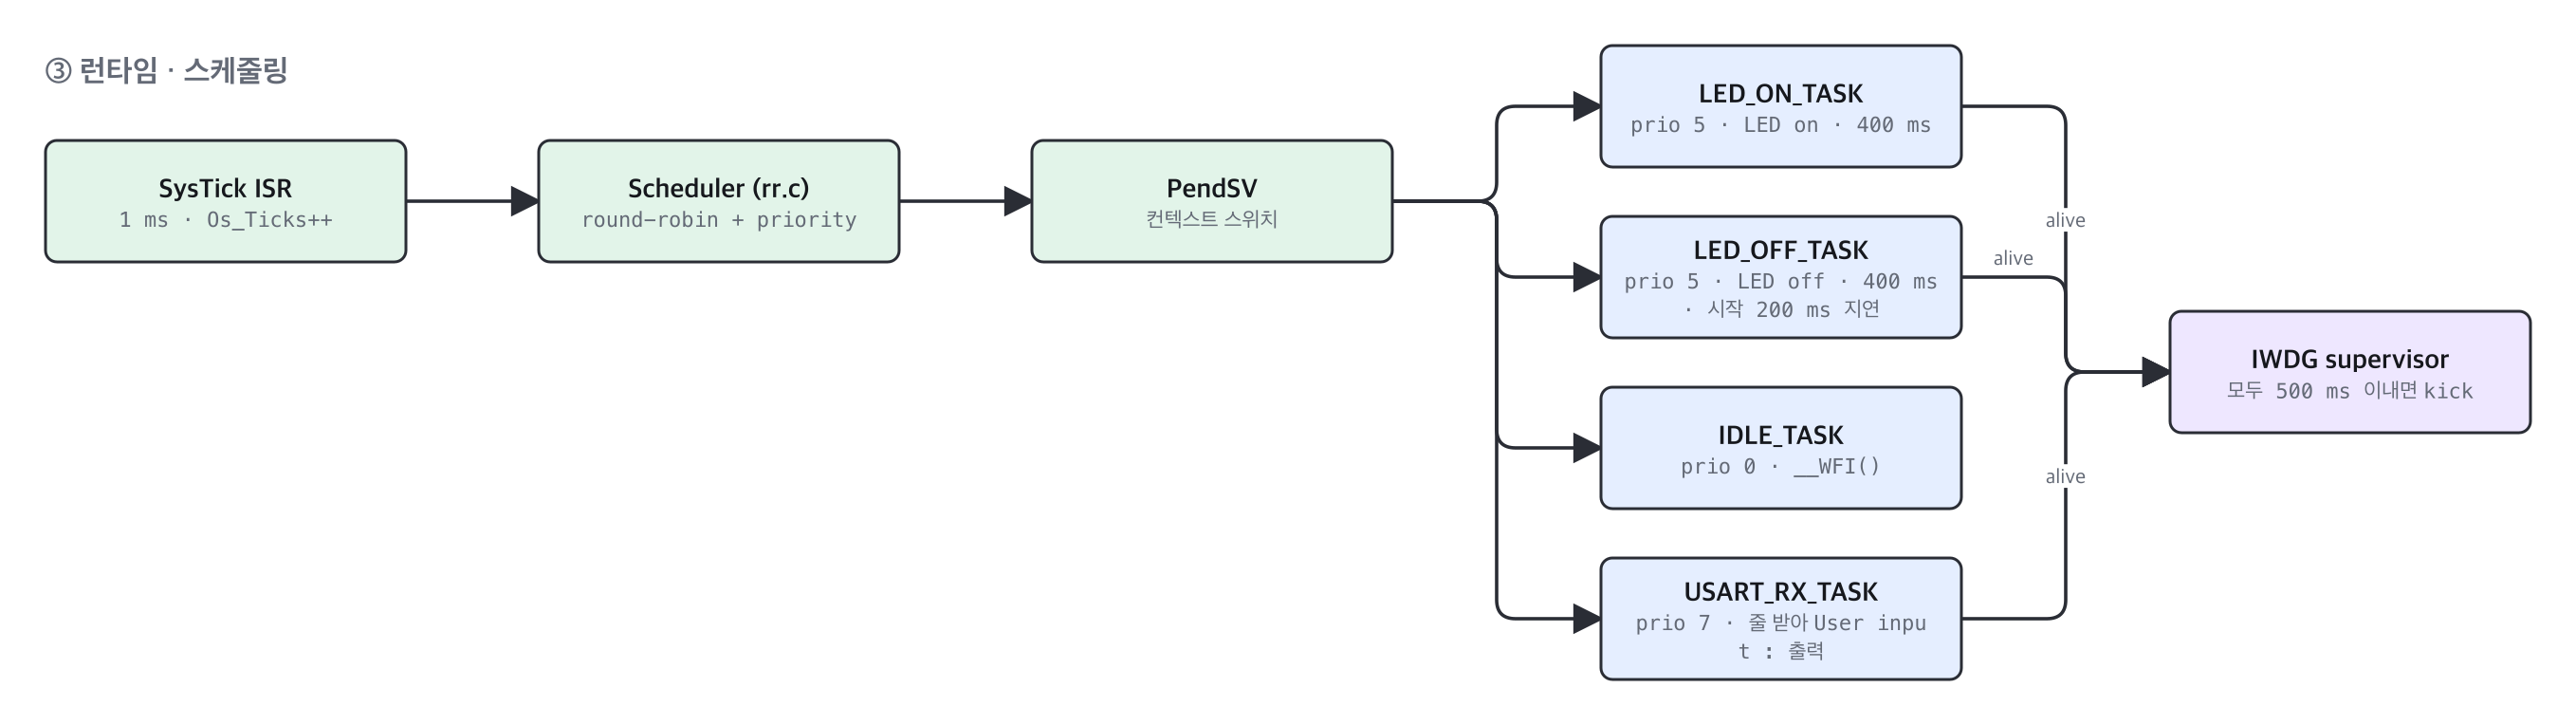 ③ 런타임 · 스케줄링
SysTick ISR
1 ms · Os_Ticks++
Scheduler (rr.c)
round-robin + priority
PendSV
컨텍스트 스위치
LED_ON_TASK
prio 5 · LED on · 400 ms
LED_OFF_TASK
prio 5 · LED off · 400 ms
· 시작 200 ms 지연
IDLE_TASK
prio 0 · __WFI()
USART_RX_TASK
prio 7 · 줄 받아 User inpu
t : 출력
alive
alive
alive
IWDG supervisor
모두 500 ms 이내면 kick